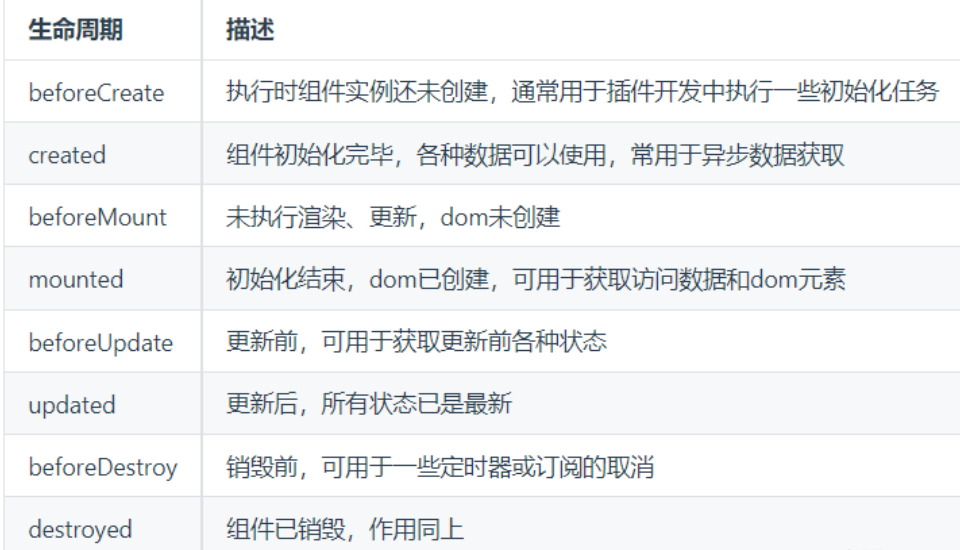 生命周期 描述
beforeCreate 执行时组件实例还未创建，通常用于插件开发中执行一些初始化任务
created 组件初始化完毕，各种数据可以使用，常用于异步数据获取
beforeMount 未执行渲染、更新，dom未创建
mounted 初始化结束，dom已创建，可用于获取访问数据和dom元素
beforeUpdate 更新前，可用于获取更新前各种状态
updated 更新后，所有状态已是最新
beforeDestroy 销毁前，可用于一些定时器或订阅的取消
destroyed 组件已销毁，作用同上